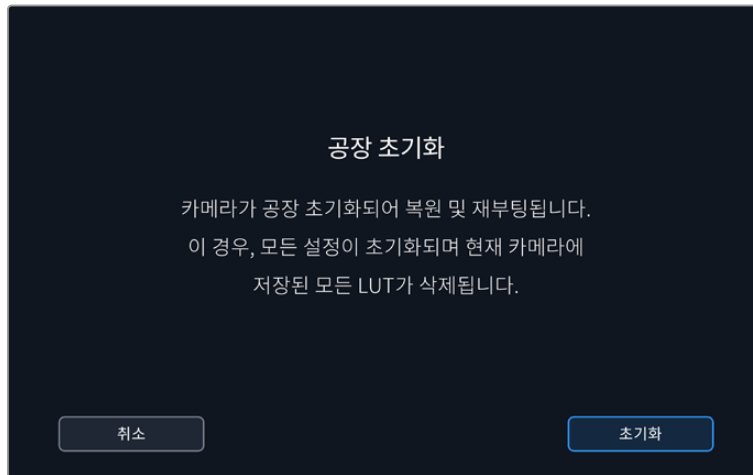 공장 초기화
카메라가 공장 초기화되어 복원 및 재부팅됩니다.
이 경우, 모든 설정이 초기화되며 현재 카메라에
저장된 모든 LUT가 삭제됩니다.
취소
초기화